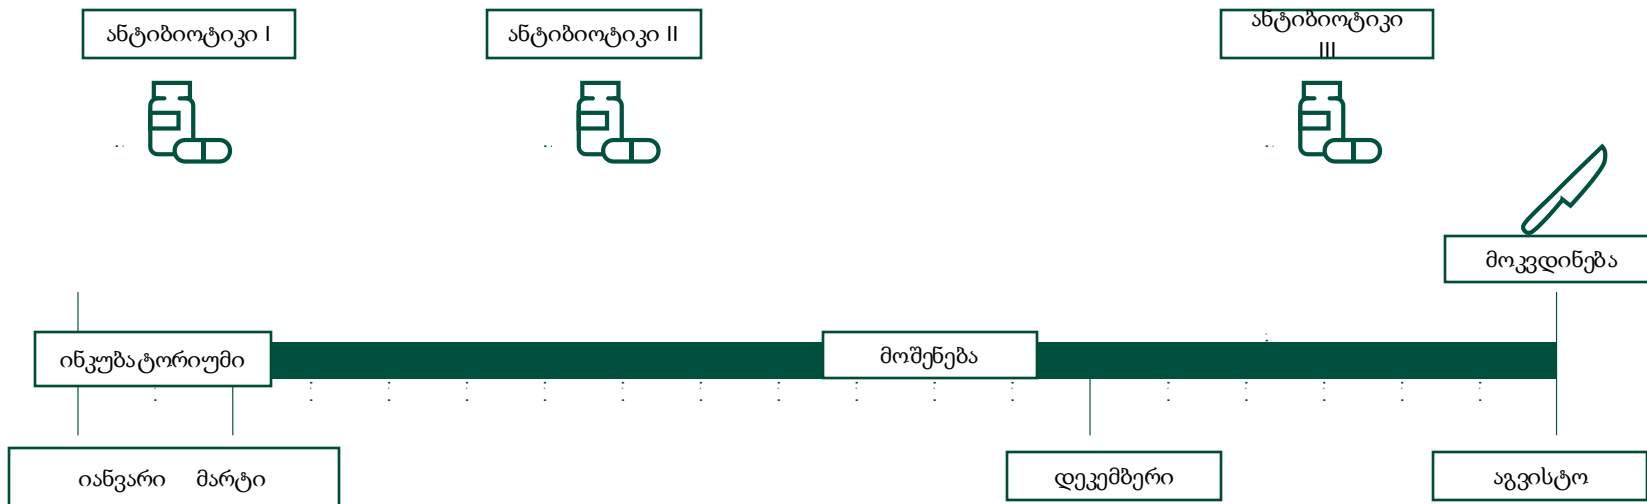 ანტიბიოტიკი I
ანტიბიოტიკი II
ანტიბიოტიკი
III
მოკვდინება
ინკუბატორიუმი
მოშენება
იანვარი მარტი
დეკემბერი
აგვისტო